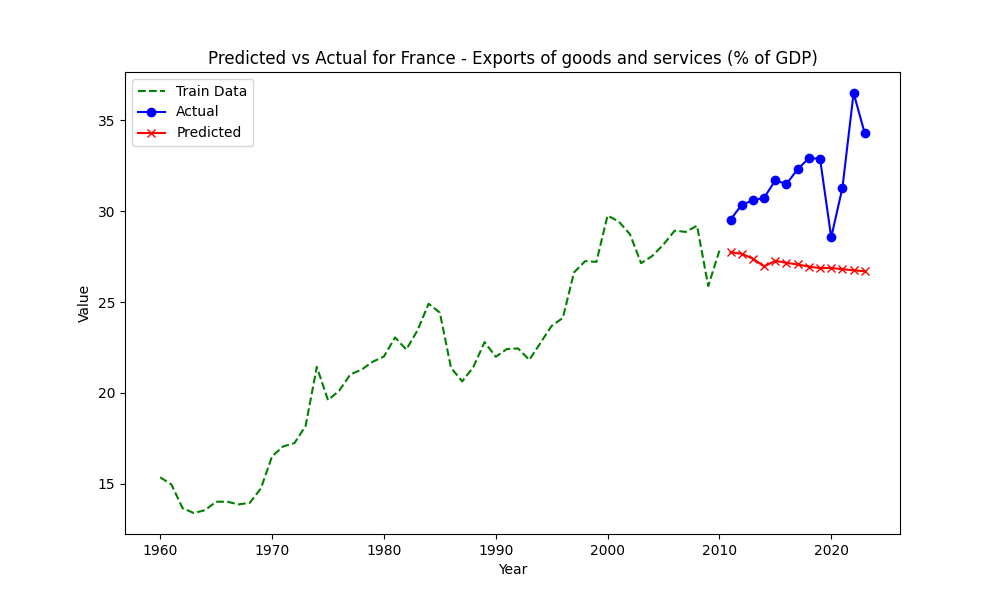 Predicted vs Actual for France - Exports of goods and services (% of GDP)
Train Data
Actual
Predicted
35
30
25
20
15
Value
1960 1970 1980 1990 2000 2010 2020
Year